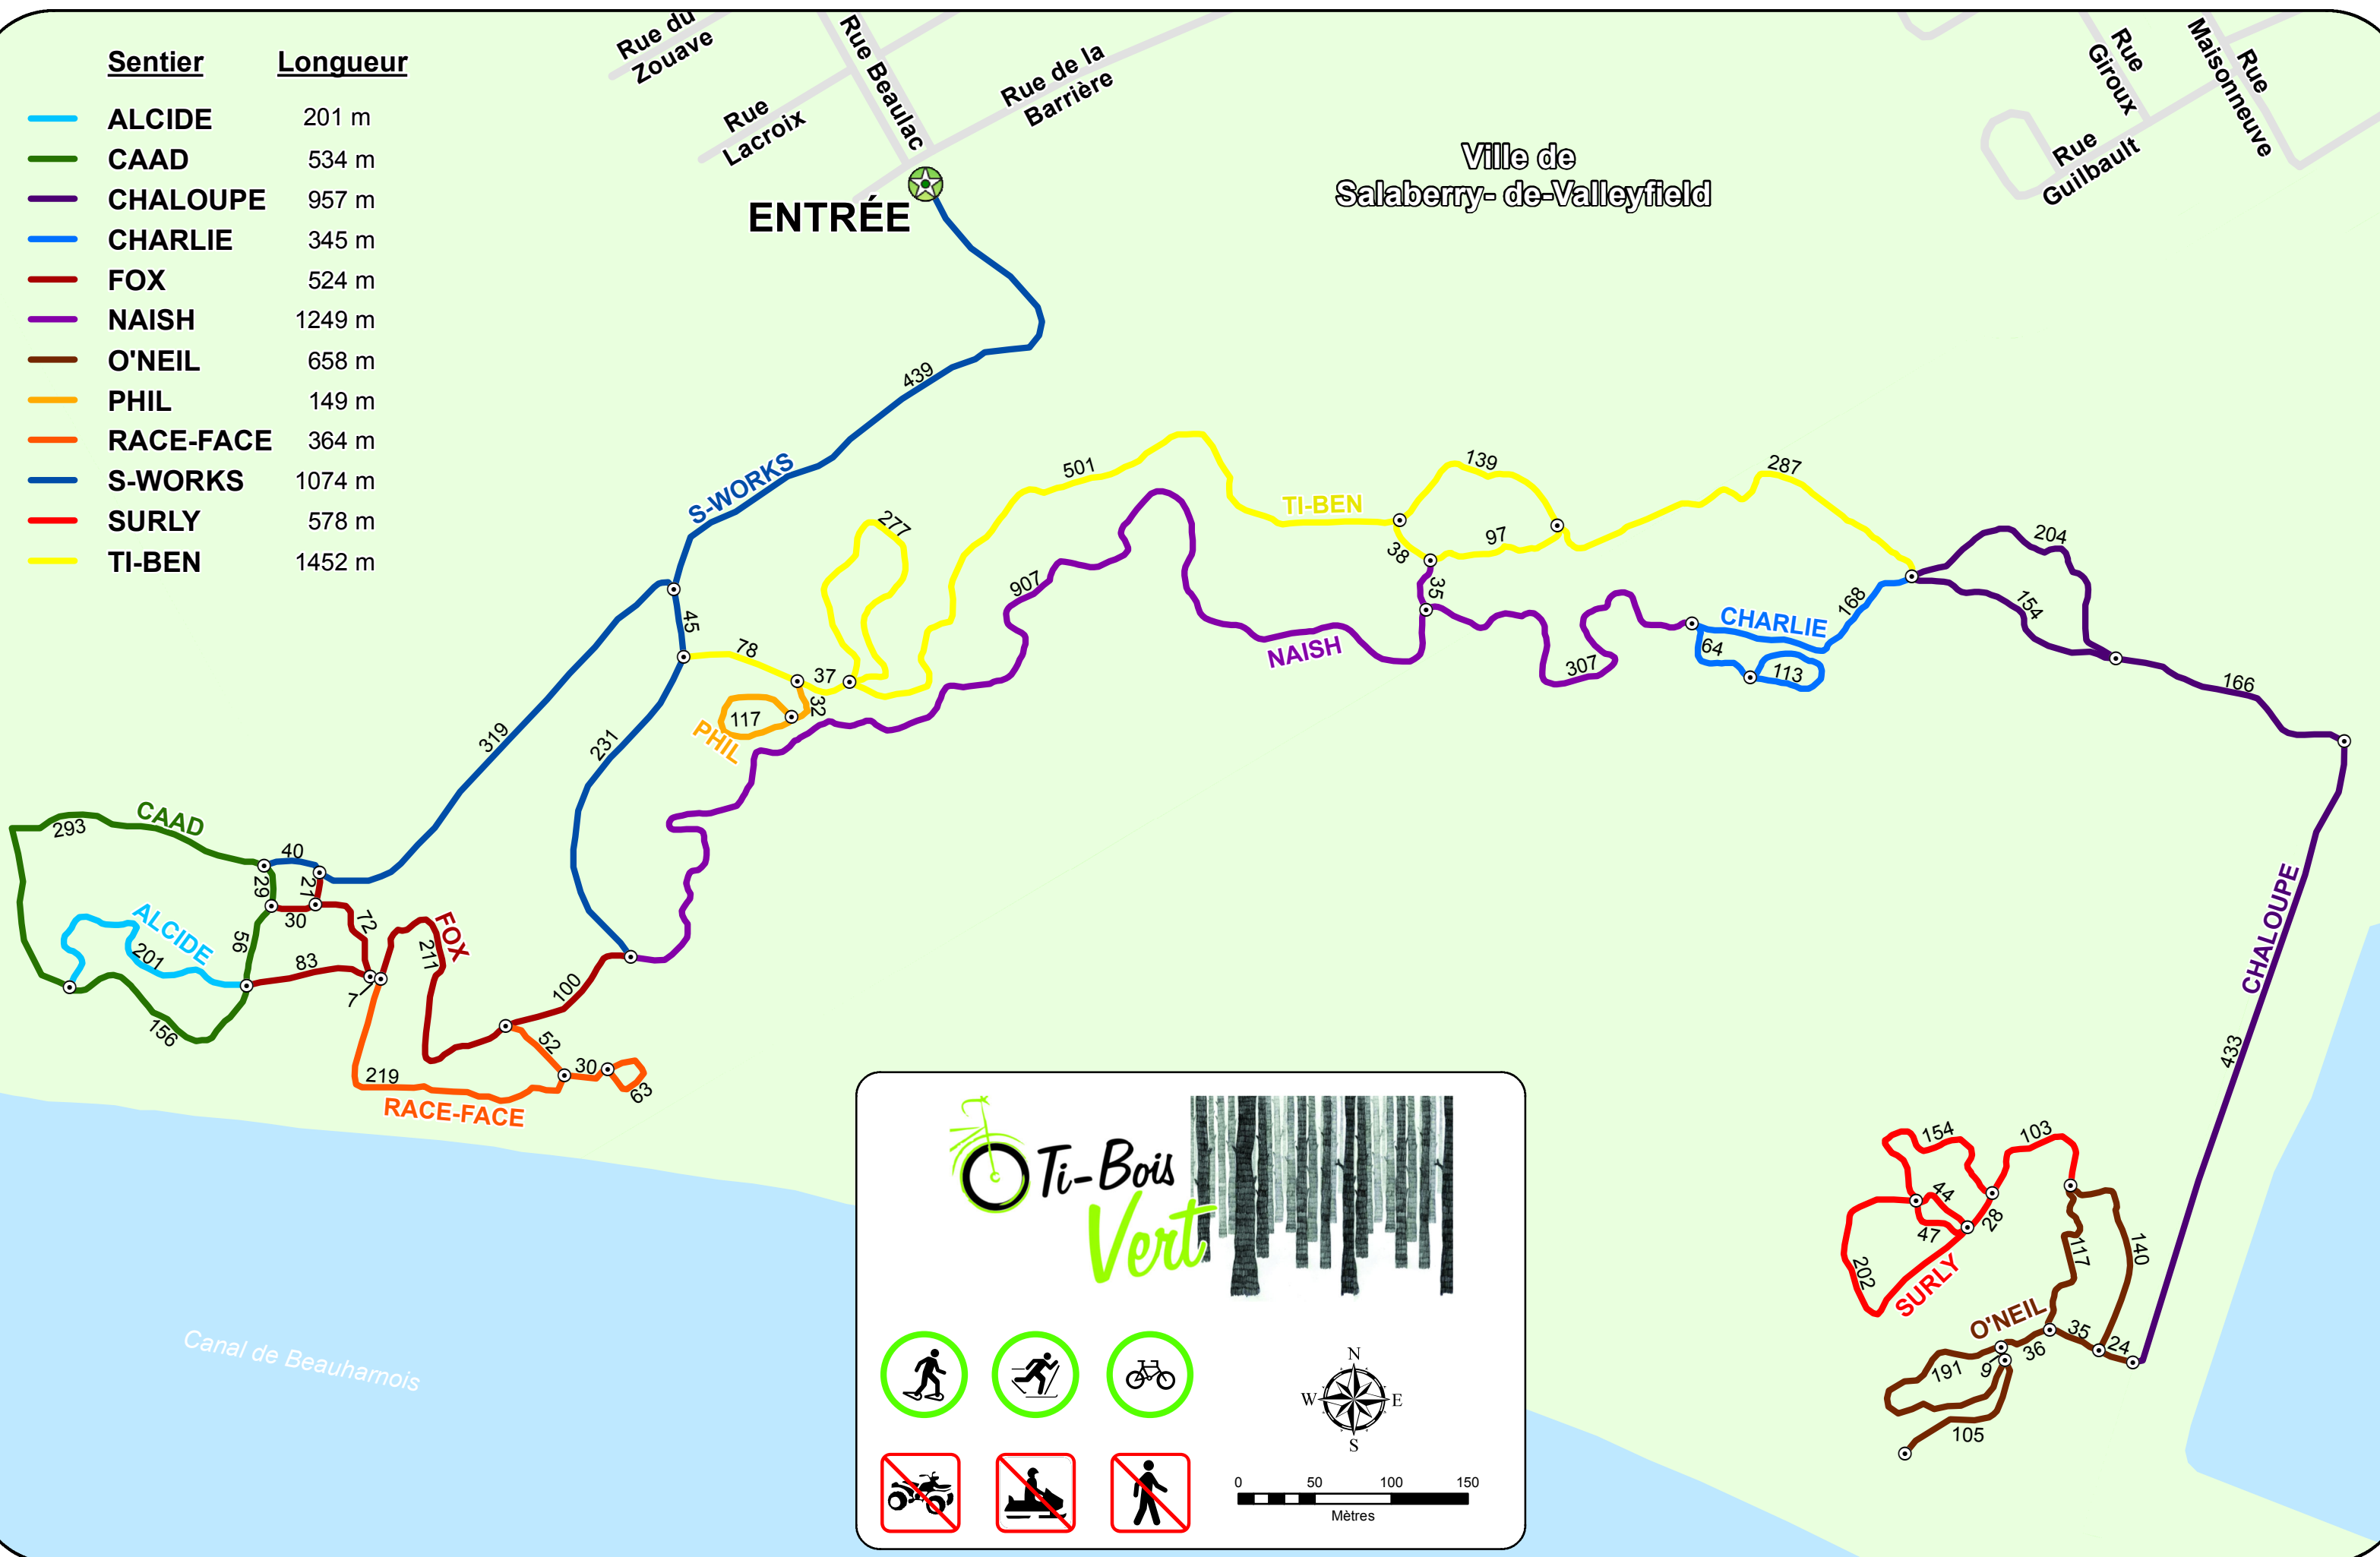 Sentier Longueur
ALCIDE 201 m
CAAD 534 m
CHALOUPE 957 m
CHARLIE 345 m
FOX 524 m
NAISH 1249 m
O'NEIL 658 m
PHIL 149 m
RACE-FACE 364 m
S-WORKS 1074 m
SURLY 578 m
TI-BEN 1452 m
Rue du
Zouave
Rue
Lacroix
Rue Beaulac
Rue de la
Barrière
Rue
Giroux
Rue
Maisonneuve
Rue
Guilbault
ENTRÉE
Ville de
Salaberry- de-Valleyfield
439
S-WORKS
45
319
231
78
37
277
32
117
PHIL
501
TI-BEN
139
38
97
287
35
907
NAISH
307
CHARLIE
168
64
113
204
154
166
CHALOUPE
433
CAAD
293
40
29
27
30
72
56
ALCIDE
201
83
156
7
FOX
211
100
52
30
63
219
RACE-FACE
154
103
44
47
28
202
SURLY
117
140
O'NEIL
35
24
36
9
191
105
Canal de Beauharnois
Ti-Bois
Vert
N
W E
S
0 50 100 150
Mètres